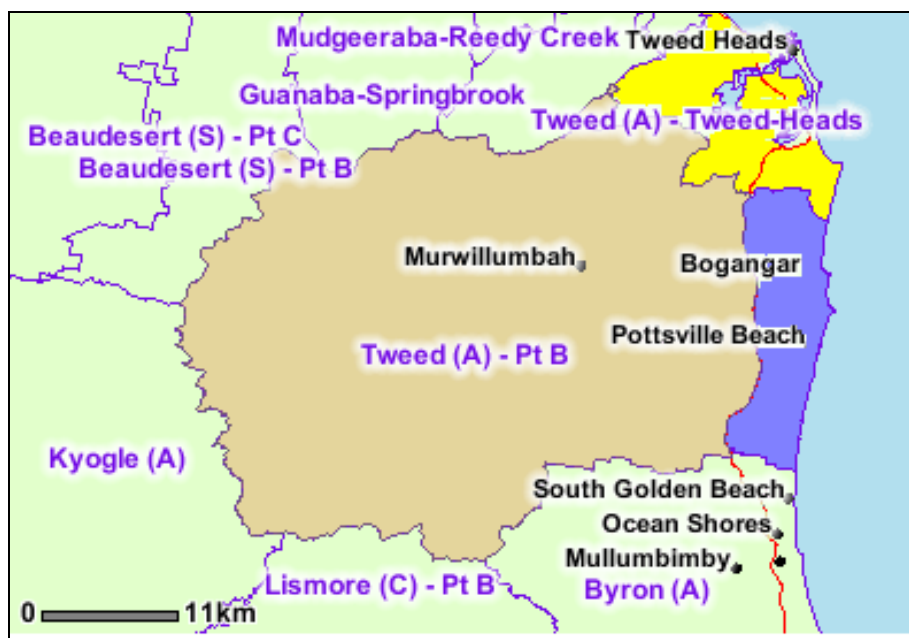 Mudgeeraba-Reedy Creek
Tweed Heads
Guanaba-Springbrook
Tweed (A) - Tweed-Heads
Beaudesert (S) - Pt C
Beaudesert (S) - Pt B
Murwillumbah
Bogangar
Pottsville Beach
Tweed (A) - Pt B
Kyogle (A)
South Golden Beach
Ocean Shores
Mullumbimby
Lismore (C) - Pt B
Byron (A)
0 11km